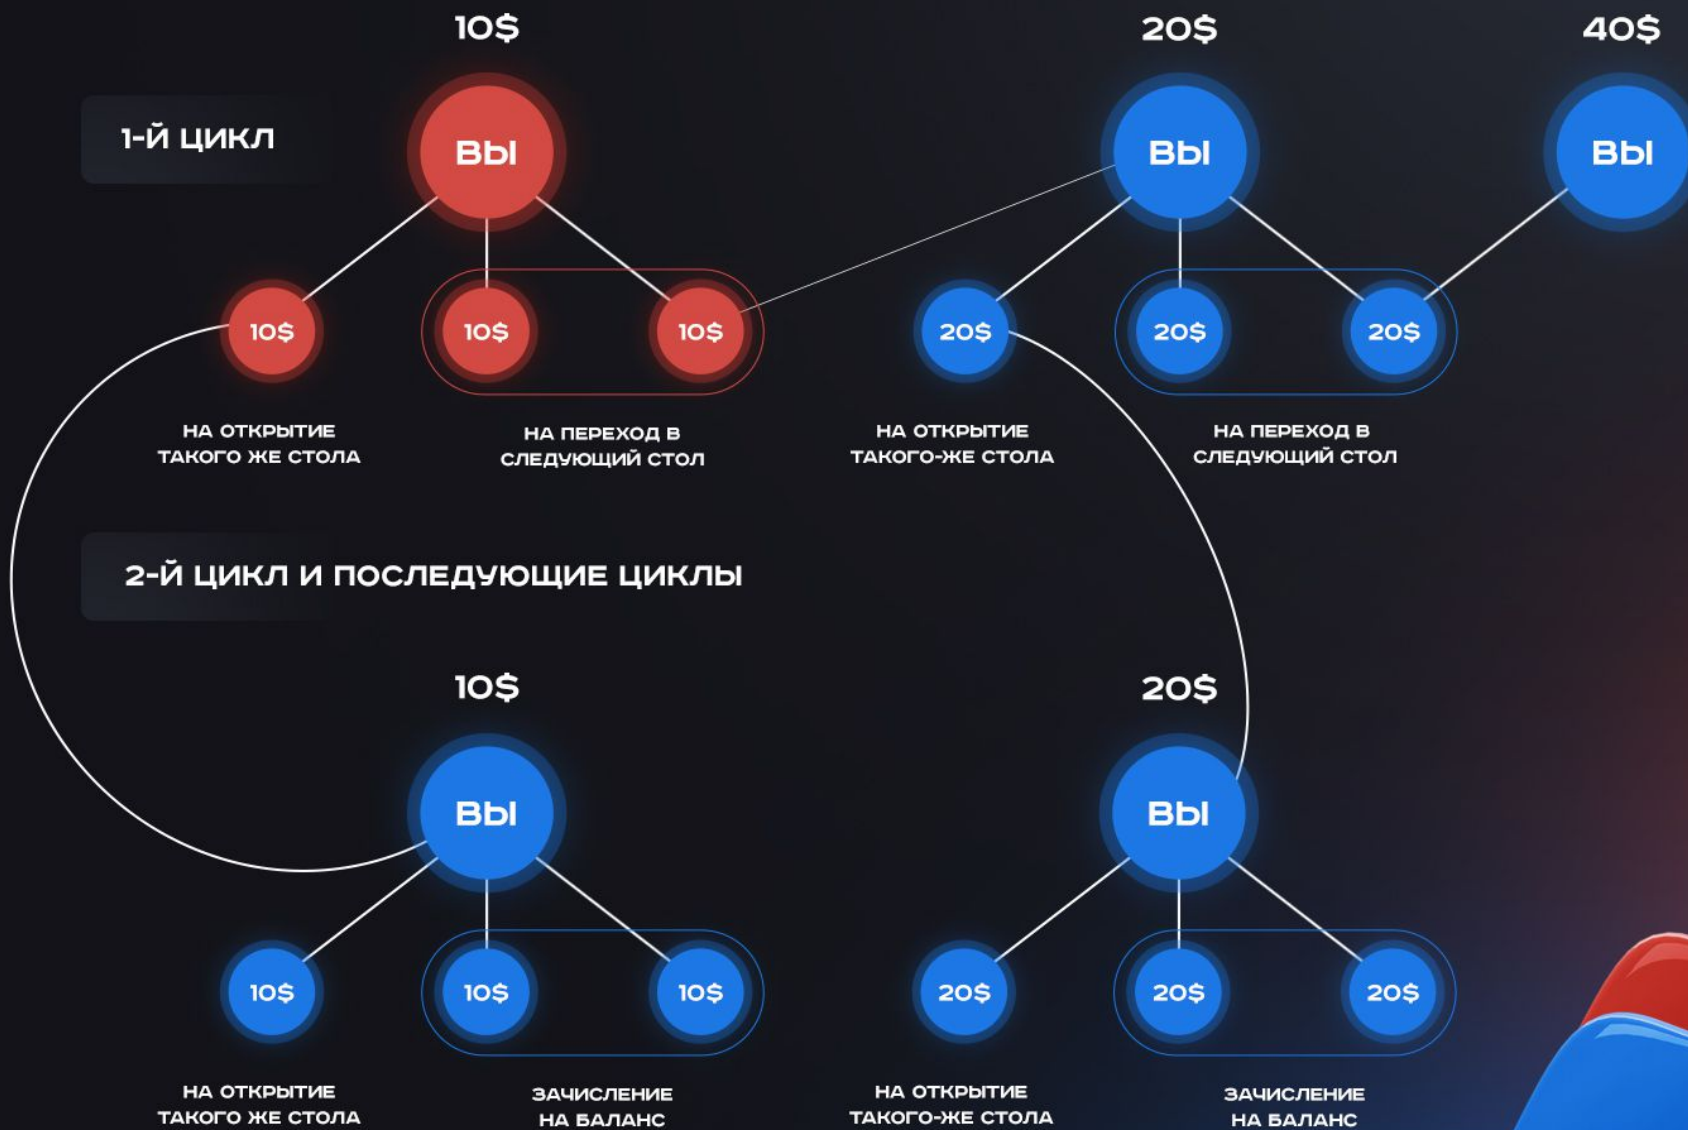 10$
20$
40$
1-Й ЦИКЛ
ВЫ
ВЫ
ВЫ
10$
10$
10$
20$
20$
20$
НА ОТКРЫТИЕ
ТАКОГО ЖЕ СТОЛА
НА ПЕРЕХОД В
СЛЕДУЮЩИЙ СТОЛ
НА ОТКРЫТИЕ
ТАКОГО-ЖЕ СТОЛА
НА ПЕРЕХОД В
СЛЕДУЮЩИЙ СТОЛ
2-Й ЦИКЛ И ПОСЛЕДУЮЩИЕ ЦИКЛЫ
10$
20$
ВЫ
ВЫ
10$
10$
10$
20$
20$
20$
НА ОТКРЫТИЕ
ТАКОГО ЖЕ СТОЛА
ЗАЧИСЛЕНИЕ
НА БАЛАНС
НА ОТКРЫТИЕ
ТАКОГО-ЖЕ СТОЛА
ЗАЧИСЛЕНИЕ
НА БАЛАНС